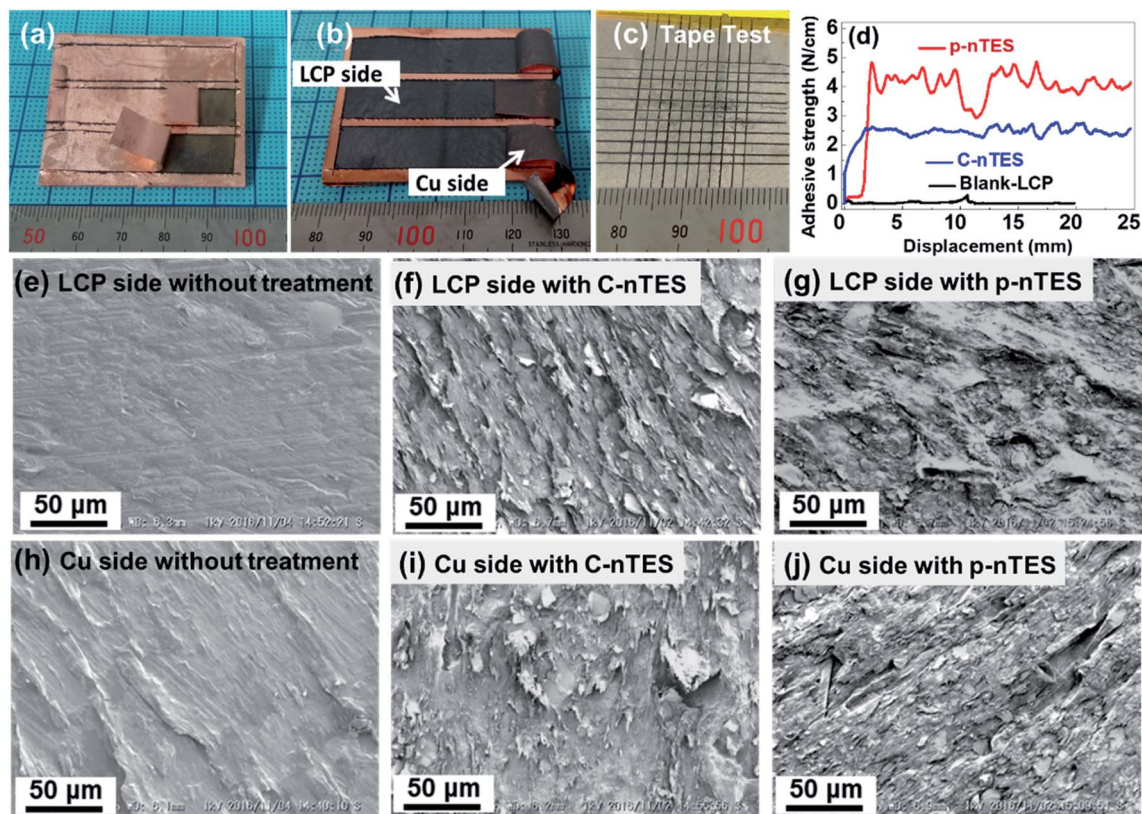 (a)
50 60 70 80 90 100
(b)
LCP side
Cu side
80 90 100 110 120 130
STAINLESS HARDENED
(c) Tape Test
80 90 100
(d)
p-nTES
C-nTES
Blank-LCP
Adhesive strength (N/cm)
6
5
4
3
2
1
0
0 5 10 15 20 25
Displacement (mm)
(e) LCP side without treatment
50 µm
(f) LCP side with C-nTES
50 µm
(g) LCP side with p-nTES
50 µm
(h) Cu side without treatment
50 µm
(i) Cu side with C-nTES
50 µm
(j) Cu side with p-nTES
50 µm